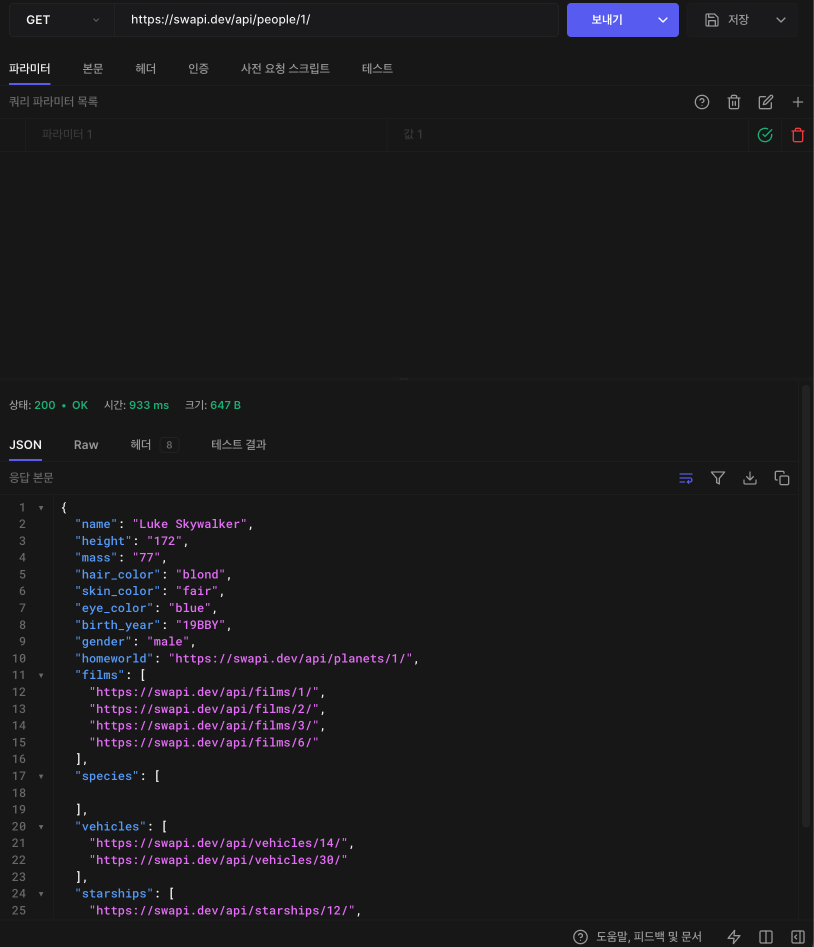 GET https://swapi.dev/api/people/1/ 보내기 저장
파라미터 본문 헤더 인증 사전 요청 스크립트 테스트
쿼리 파라미터 목록
파라미터 1 값 1
상태: 200 • OK 시간: 933 ms 크기: 647 B
JSON Raw 헤더 8 테스트 결과
응답 본문
1 {
2 "name": "Luke Skywalker",
3 "height": "172",
4 "mass": "77",
5 "hair_color": "blond",
6 "skin_color": "fair",
7 "eye_color": "blue",
8 "birth_year": "19BBY",
9 "gender": "male",
10 "homeworld": "https://swapi.dev/api/planets/1/",
11 "films": [
12 "https://swapi.dev/api/films/1/",
13 "https://swapi.dev/api/films/2/",
14 "https://swapi.dev/api/films/3/",
15 "https://swapi.dev/api/films/6/"
16 ],
17 "species": [
18
19 ],
20 "vehicles": [
21 "https://swapi.dev/api/vehicles/14/",
22 "https://swapi.dev/api/vehicles/30/"
23 ],
24 "starships": [
25 "https://swapi.dev/api/starships/12/",
도움말, 피드백 및 문서